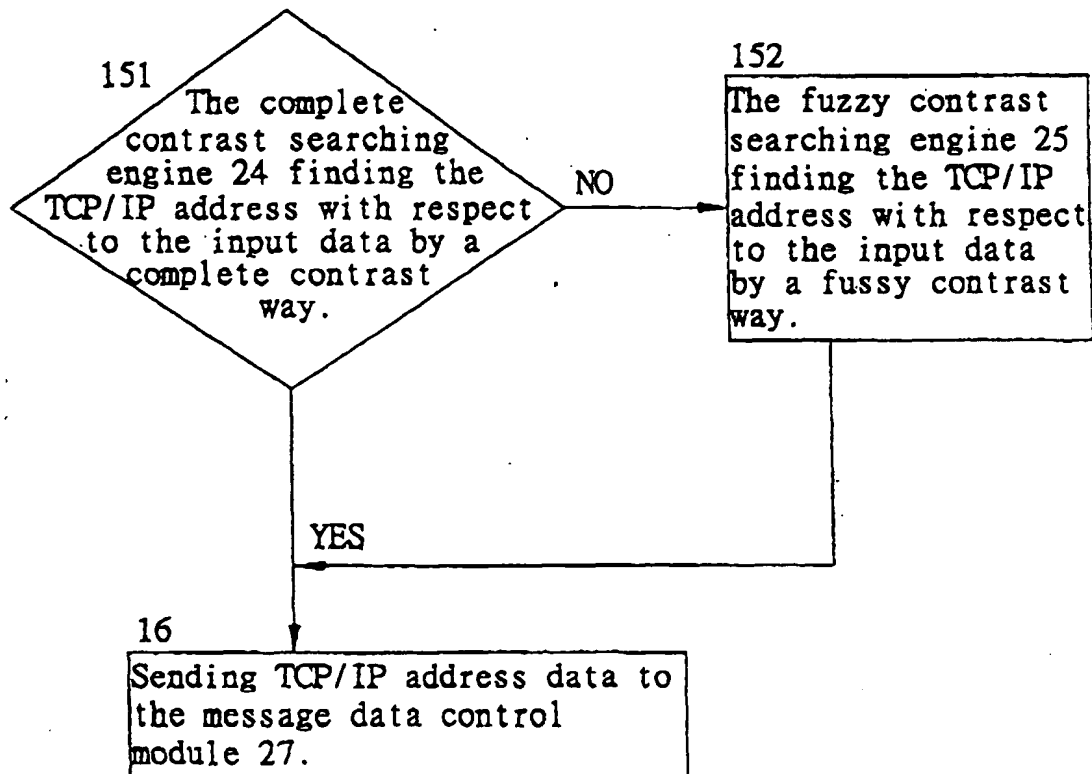 151
The complete
contrast searching
engine 24 finding the
TCP/IP address with respect
to the input data by a
complete contrast
way.
NO
152
The fuzzy contrast
searching engine 25
finding the TCP/IP
address with respect
to the input data
by a fussy contrast
way.
YES
16
Sending TCP/IP address data to
the message data control
module 27.